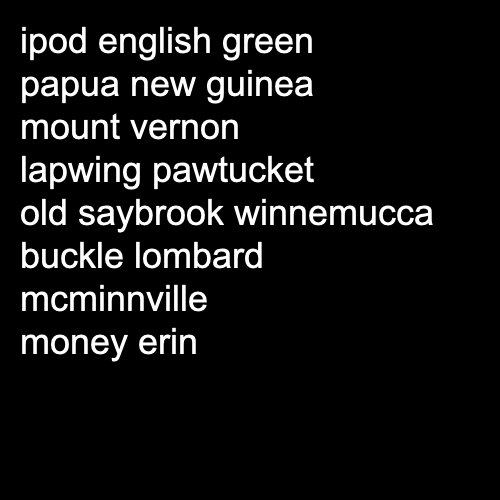 ipod english green
papua new guinea
mount vernon
lapwing pawtucket
old saybrook winnemucca
buckle lombard
mcminnville
money erin